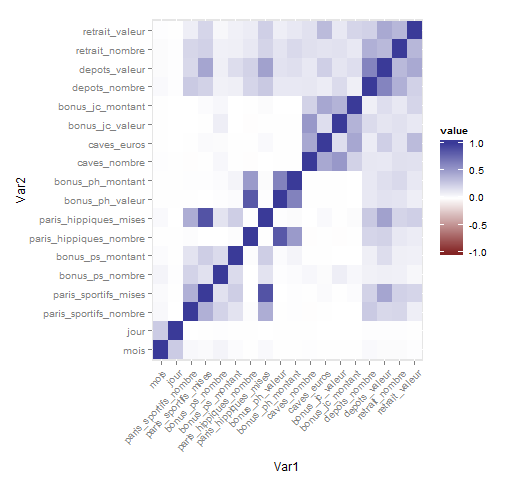 retrait_valeur
retrait_nombre
depots_valeur
depots_nombre
bonus_jc_montant
bonus_jc_valeur
caves_euros
caves_nombre
bonus_ph_montant
bonus_ph_valeur
paris_hippiques_mises
paris_hippiques_nombre
bonus_ps_montant
bonus_ps_nombre
paris_sportifs_mises
paris_sportifs_nombre
jour
mois
Var2
value
1.0
0.5
0.0
-0.5
-1.0
mois
jour
paris_sportifs_nombre
paris_sportifs_mises
bonus_ps_nombre
bonus_ps_montant
paris_hippiques_nombre
paris_hippiques_mises
bonus_ph_valeur
bonus_ph_montant
caves_nombre
caves_euros
bonus_jc_valeur
bonus_jc_montant
depots_nombre
depots_valeur
retrait_nombre
retrait_valeur
Var1